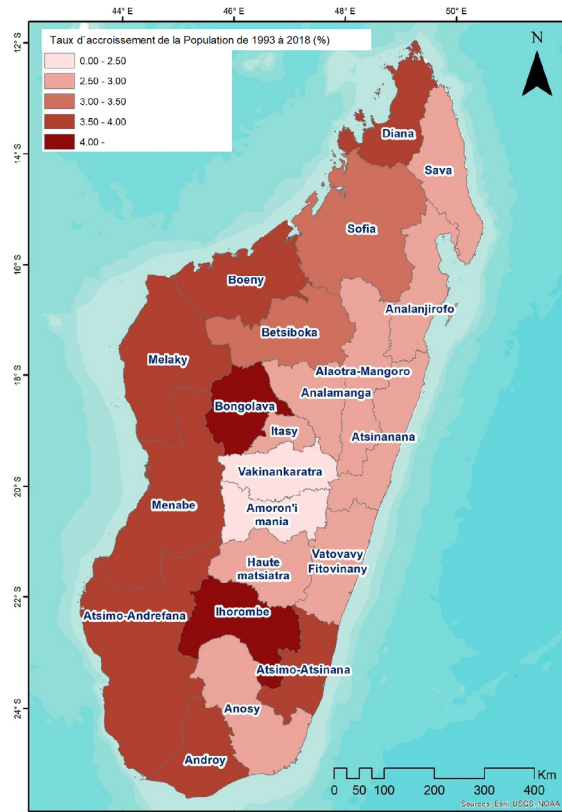 44° E
46° E
48° E
50° E
Taux d`accroissement de la Population de 1993 à 2018 (%)
0.00 - 2.50
2.50 - 3.00
3.00 - 3.50
3.50 - 4.00
4.00 -
N
12° S
14° S
16° S
18° S
20° S
22° S
24° S
Diana
Sava
Sofia
Boeny
Analanjirofo
Betsiboka
Melaky
Alaotra-Mangoro
Analamanga
Bongolava
Itasy
Atsinanana
Vakinankaratra
Menabe
Amoron'i
mania
Haute
matsiatra
Vatovavy
Fitovinany
Atsimo-Andrefana
Ihorombe
Atsimo-Atsinana
Anosy
Androy
Km
0 50 100 200 300 400
Sources: Esri, USGS, NOAA